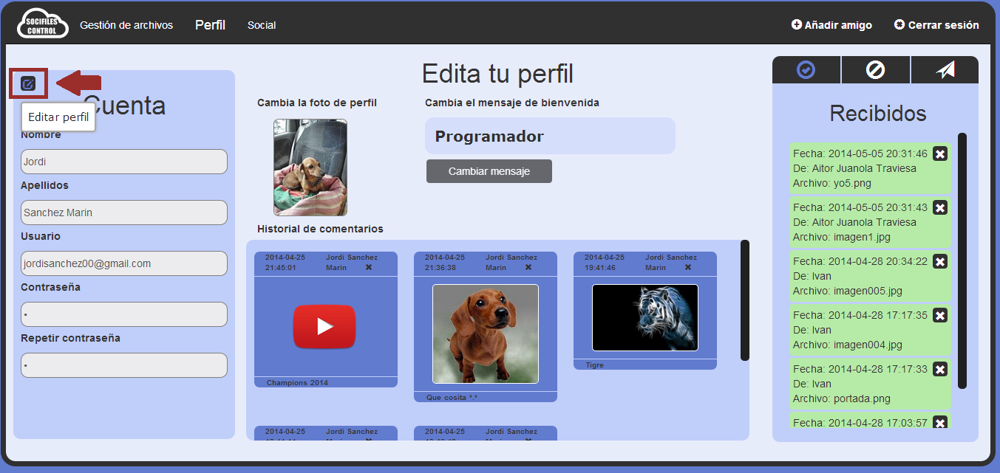 SOCIFILES
CONTROL
Gestión de archivos
Perfil
Social
Añadir amigo
Cerrar sesión
Cuenta
Editar perfil
Nombre
Jordi
Apellidos
Sanchez Marin
Usuario
jordisanchez00@gmail.com
Contraseña
•
Repetir contraseña
•
Edita tu perfil
Cambia la foto de perfil
Cambia el mensaje de bienvenida
Programador
Cambiar mensaje
Historial de comentarios
2014-04-25 Jordi Sanchez
21:45:01 Marin
Champions 2014
2014-04-25 Jordi Sanchez
21:36:38 Marin
Que cosita *.*
2014-04-25 Jordi Sanchez
19:41:46 Marin
Tigre
2014-04-25 Jordi Sanchez
2014-04-25 Jordi Sanchez
Recibidos
Fecha: 2014-05-05 20:31:46
De: Aitor Juanola Traviesa
Archivo: yo5.png
Fecha: 2014-05-05 20:31:43
De: Aitor Juanola Traviesa
Archivo: imagen1.jpg
Fecha: 2014-04-28 20:34:22
De: Ivan
Archivo: imagen005.jpg
Fecha: 2014-04-28 17:17:35
De: Ivan
Archivo: imagen004.jpg
Fecha: 2014-04-28 17:17:33
De: Ivan
Archivo: portada.png
Fecha: 2014-04-28 17:03:57